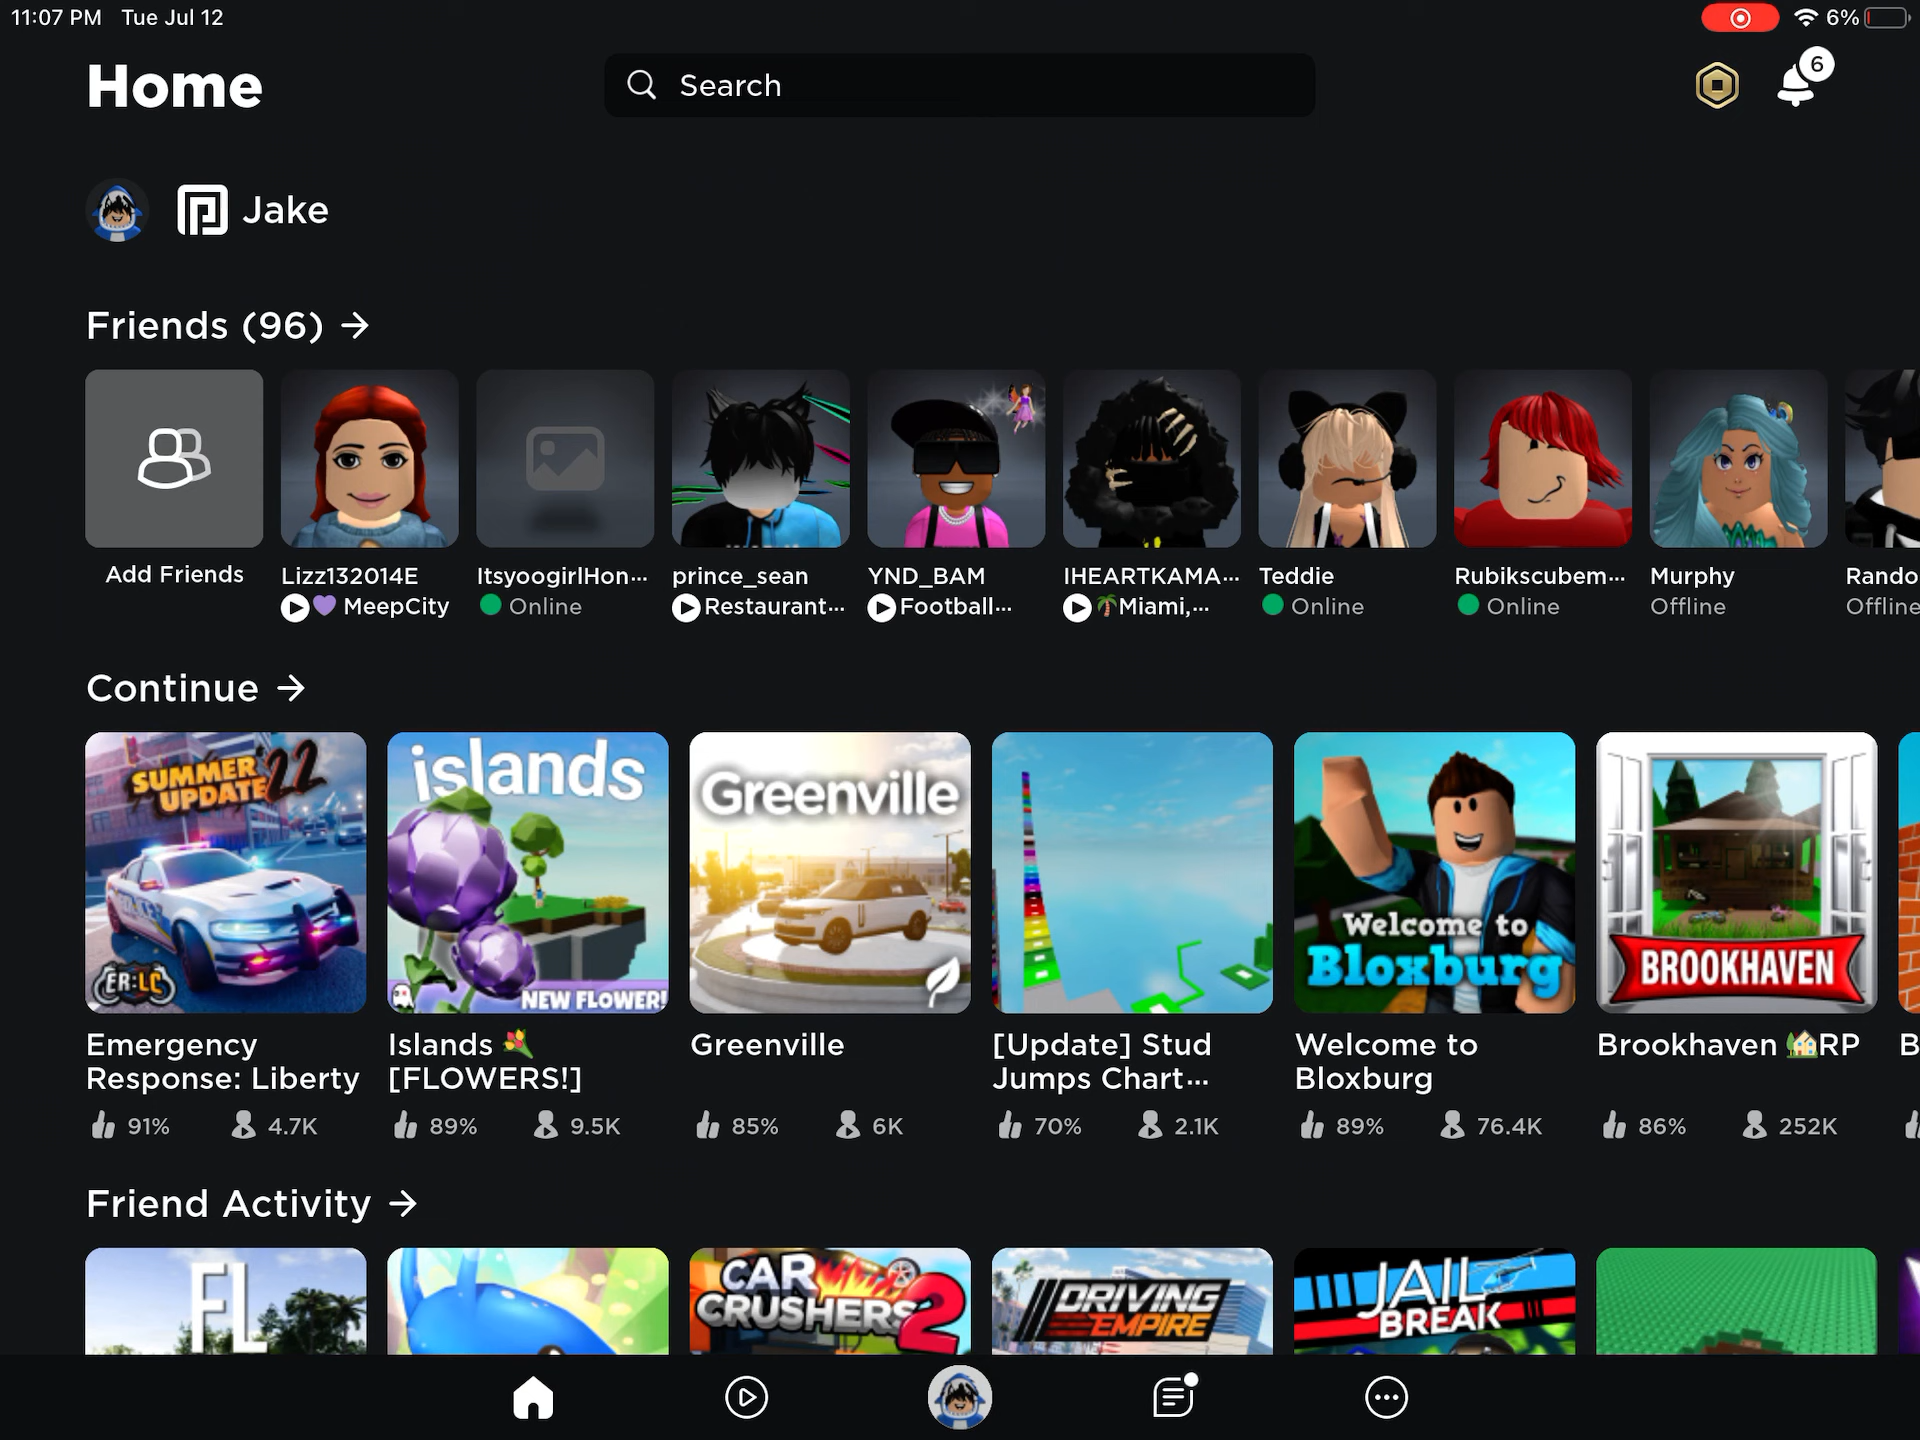 11:07 PM Tue Jul 12
6%
Home
Search
6
Jake
Friends (96)
Add Friends
Lizz132014E
💜 MeepCity
ItsyoogirlHon...
Online
prince_sean
Restaurant...
YND_BAM
Football...
IHEARTKAMA...
🌴Miami,...
Teddie
Online
Rubikscubem...
Online
Murphy
Offline
Rando
Offline
Continue
SUMMER '22
UPDATE
ER:LC
islands
NEW FLOWER!
Greenville
Welcome to
Bloxburg
BROOKHAVEN
Emergency
Response: Liberty
91% 4.7K
Islands 💐
[FLOWERS!]
89% 9.5K
Greenville
85% 6K
[Update] Stud
Jumps Chart...
70% 2.1K
Welcome to
Bloxburg
89% 76.4K
Brookhaven 🏡RP
86% 252K
B
Friend Activity
FL
CAR
CRUSHERS 2
DRIVING
EMPIRE
JAIL
BREAK